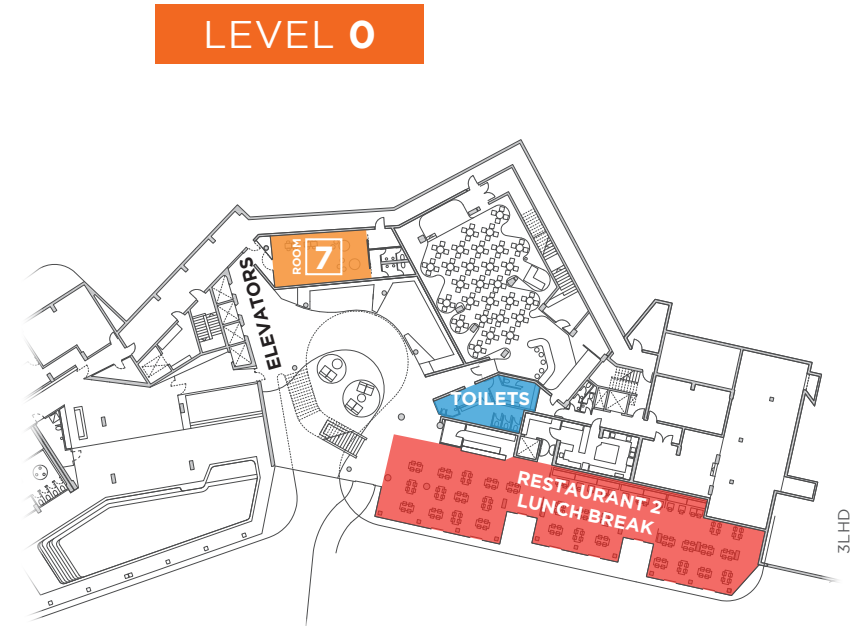 LEVEL 0
ROOM 7
ELEVATORS
TOILETS
RESTAURANT 2
LUNCH BREAK
3LHD